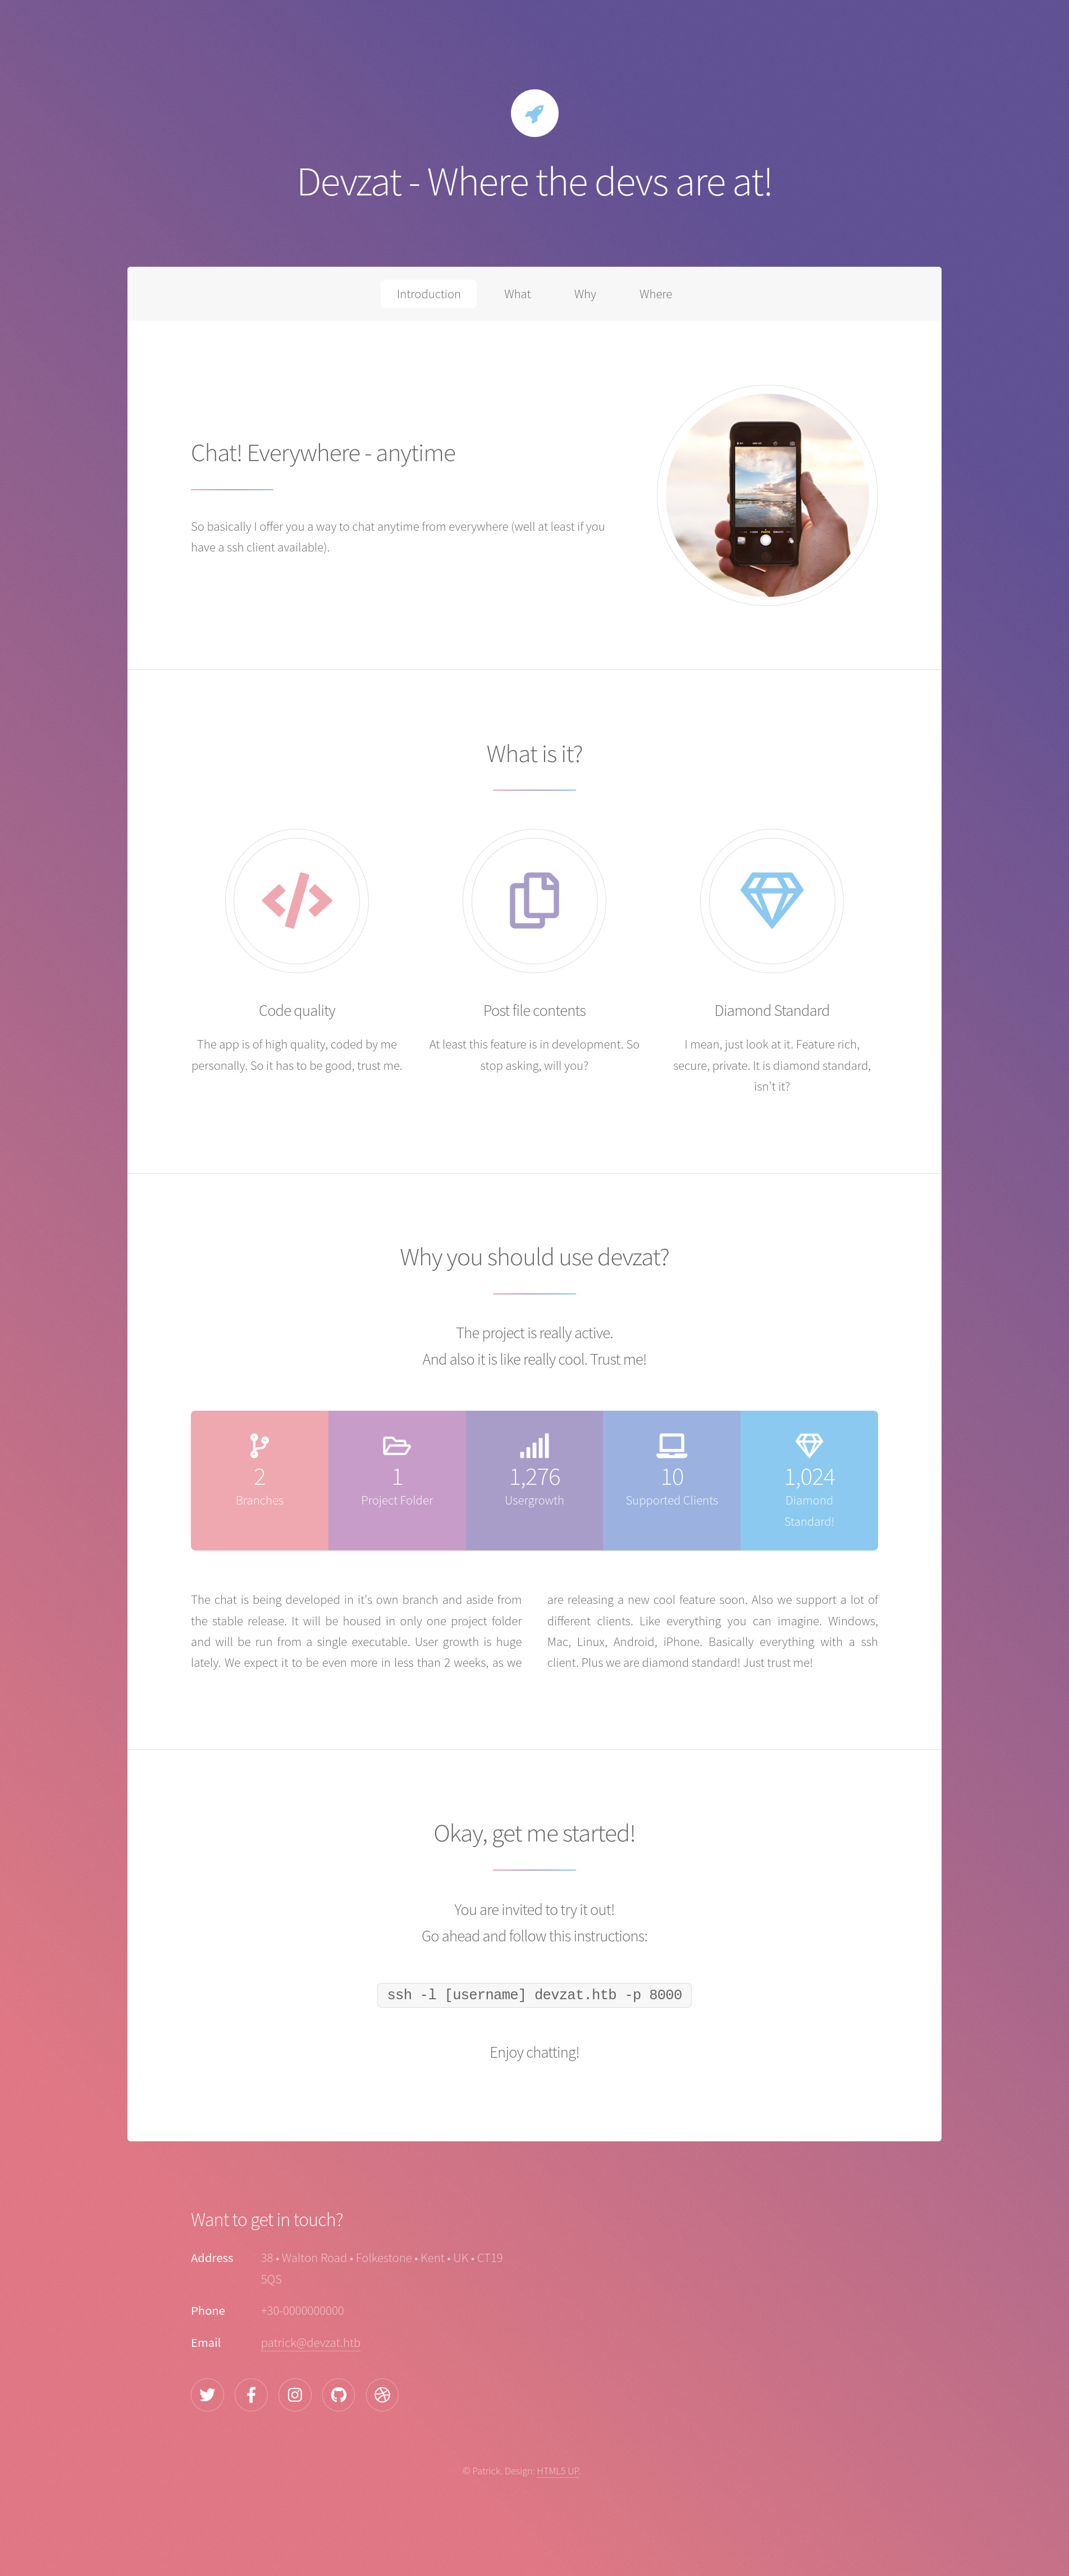 Devzat - Where the devs are at!
Introduction
What
Why
Where
Chat! Everywhere - anytime
So basically I offer you a way to chat anytime from everywhere (well at least if you
have a ssh client available).
What is it?
Code quality
The app is of high quality, coded by me
personally. So it has to be good, trust me.
Post file contents
At least this feature is in development. So
stop asking, will you?
Diamond Standard
I mean, just look at it. Feature rich,
secure, private. It is diamond standard,
isn't it?
Why you should use devzat?
The project is really active.
And also it is like really cool. Trust me!
2
Branches
1
Project Folder
1,276
Usergrowth
10
Supported Clients
1,024
Diamond
Standard!
The chat is being developed in it's own branch and aside from
the stable release. It will be housed in only one project folder
and will be run from a single executable. User growth is huge
lately. We expect it to be even more in less than 2 weeks, as we
are releasing a new cool feature soon. Also we support a lot of
different clients. Like everything you can imagine. Windows,
Mac, Linux, Android, iPhone. Basically everything with a ssh
client. Plus we are diamond standard! Just trust me!
Okay, get me started!
You are invited to try it out!
Go ahead and follow this instructions:
ssh -l [username] devzat.htb -p 8000
Enjoy chatting!
Want to get in touch?
Address 38 • Walton Road • Folkestone • Kent • UK • CT19
5QS
Phone +30-0000000000
Email patrick@devzat.htb
© Patrick. Design: HTML5 UP.